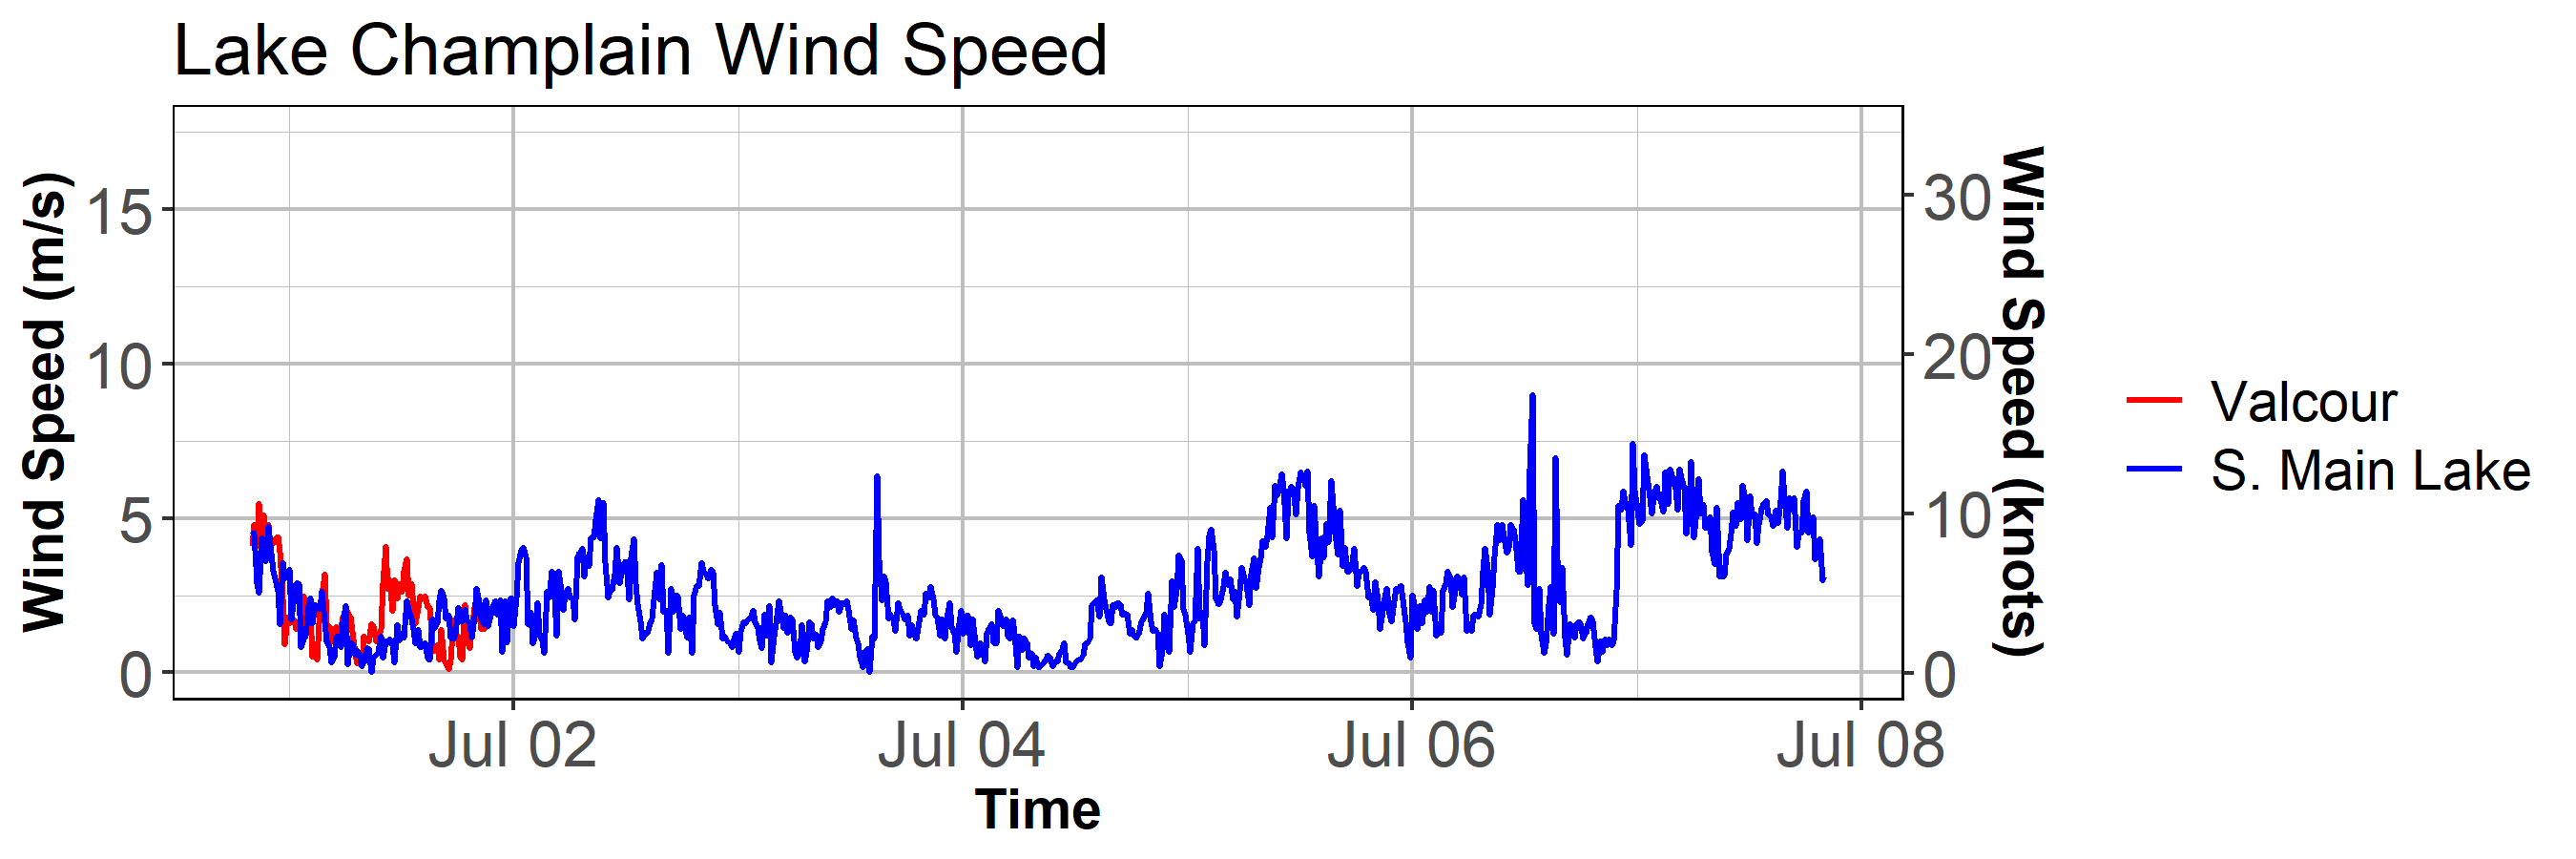 Lake Champlain Wind Speed
Wind Speed (m/s)
15
10
5
0
30
20
10
0
Wind Speed (knots)
Jul 02
Jul 04
Jul 06
Jul 08
Time
Valcour
S. Main Lake